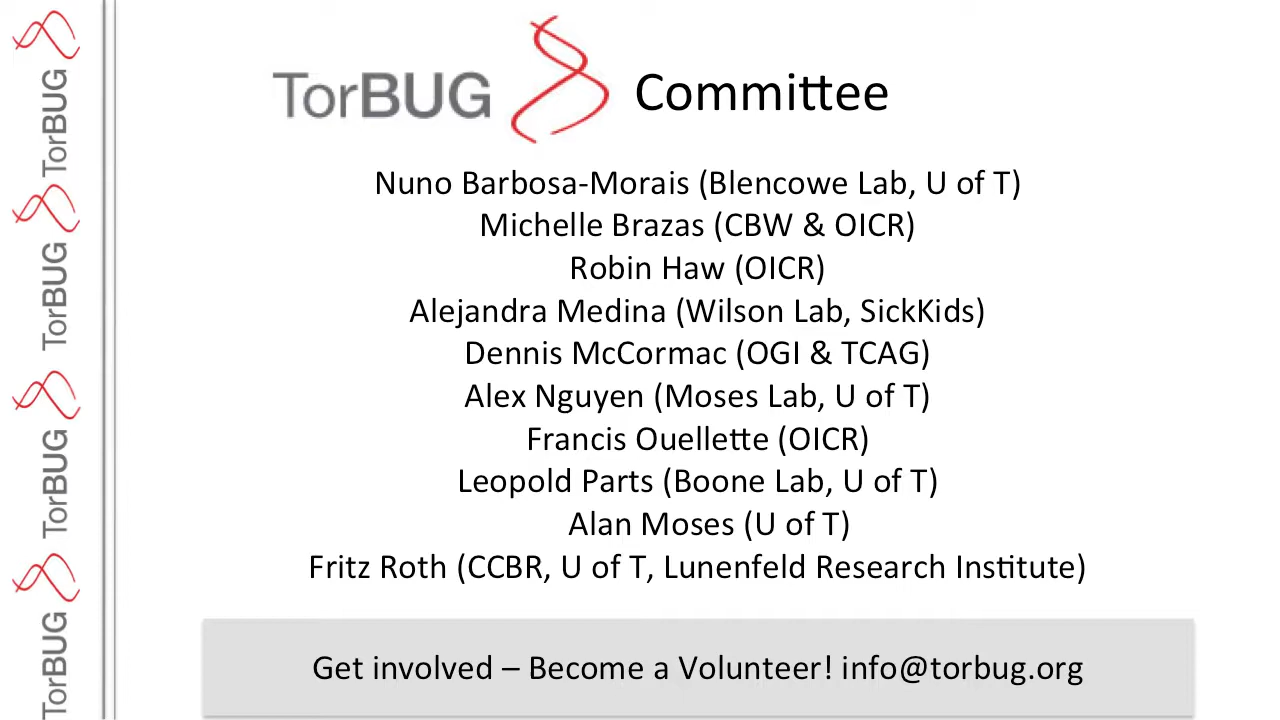 TorBUG Committee
Nuno Barbosa-Morais (Blencowe Lab, U of T)
Michelle Brazas (CBW & OICR)
Robin Haw (OICR)
Alejandra Medina (Wilson Lab, SickKids)
Dennis McCormac (OGI & TCAG)
Alex Nguyen (Moses Lab, U of T)
Francis Ouellette (OICR)
Leopold Parts (Boone Lab, U of T)
Alan Moses (U of T)
Fritz Roth (CCBR, U of T, Lunenfeld Research Institute)
Get involved – Become a Volunteer! info@torbug.org
TorBUG
TorBUG
TorBUG
TorBUG